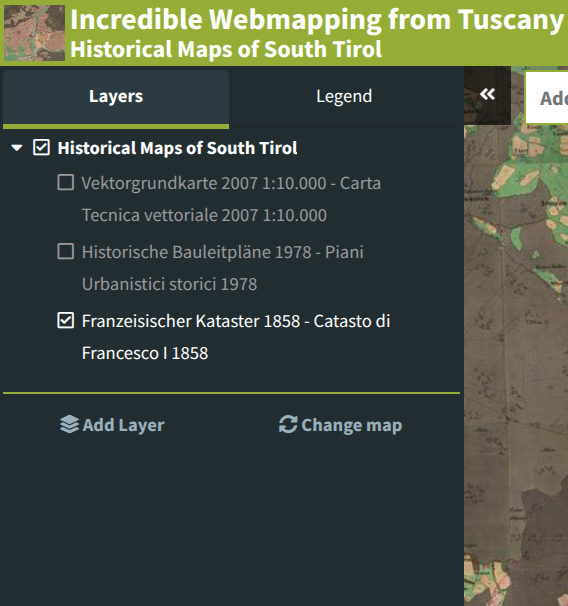 Incredible Webmapping from Tuscany
Historical Maps of South Tirol
Layers
Legend
Historical Maps of South Tirol
Vektorgrundkarte 2007 1:10.000 - Carta
Tecnica vettoriale 2007 1:10.000
Historische Bauleitpläne 1978 - Piani
Urbanistici storici 1978
Franzeisischer Kataster 1858 - Catasto di
Francesco I 1858
Add Layer
Change map